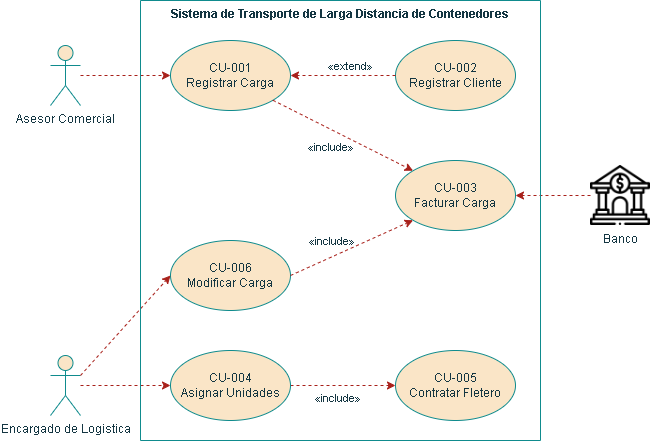 Sistema de Transporte de Larga Distancia de Contenedores
CU-001
Registrar Carga
«extend»
CU-002
Registrar Cliente
Asesor Comercial
«include»
CU-003
Facturar Carga
Banco
«include»
CU-006
Modificar Carga
CU-004
Asignar Unidades
«include»
CU-005
Contratar Fletero
Encargado de Logistica